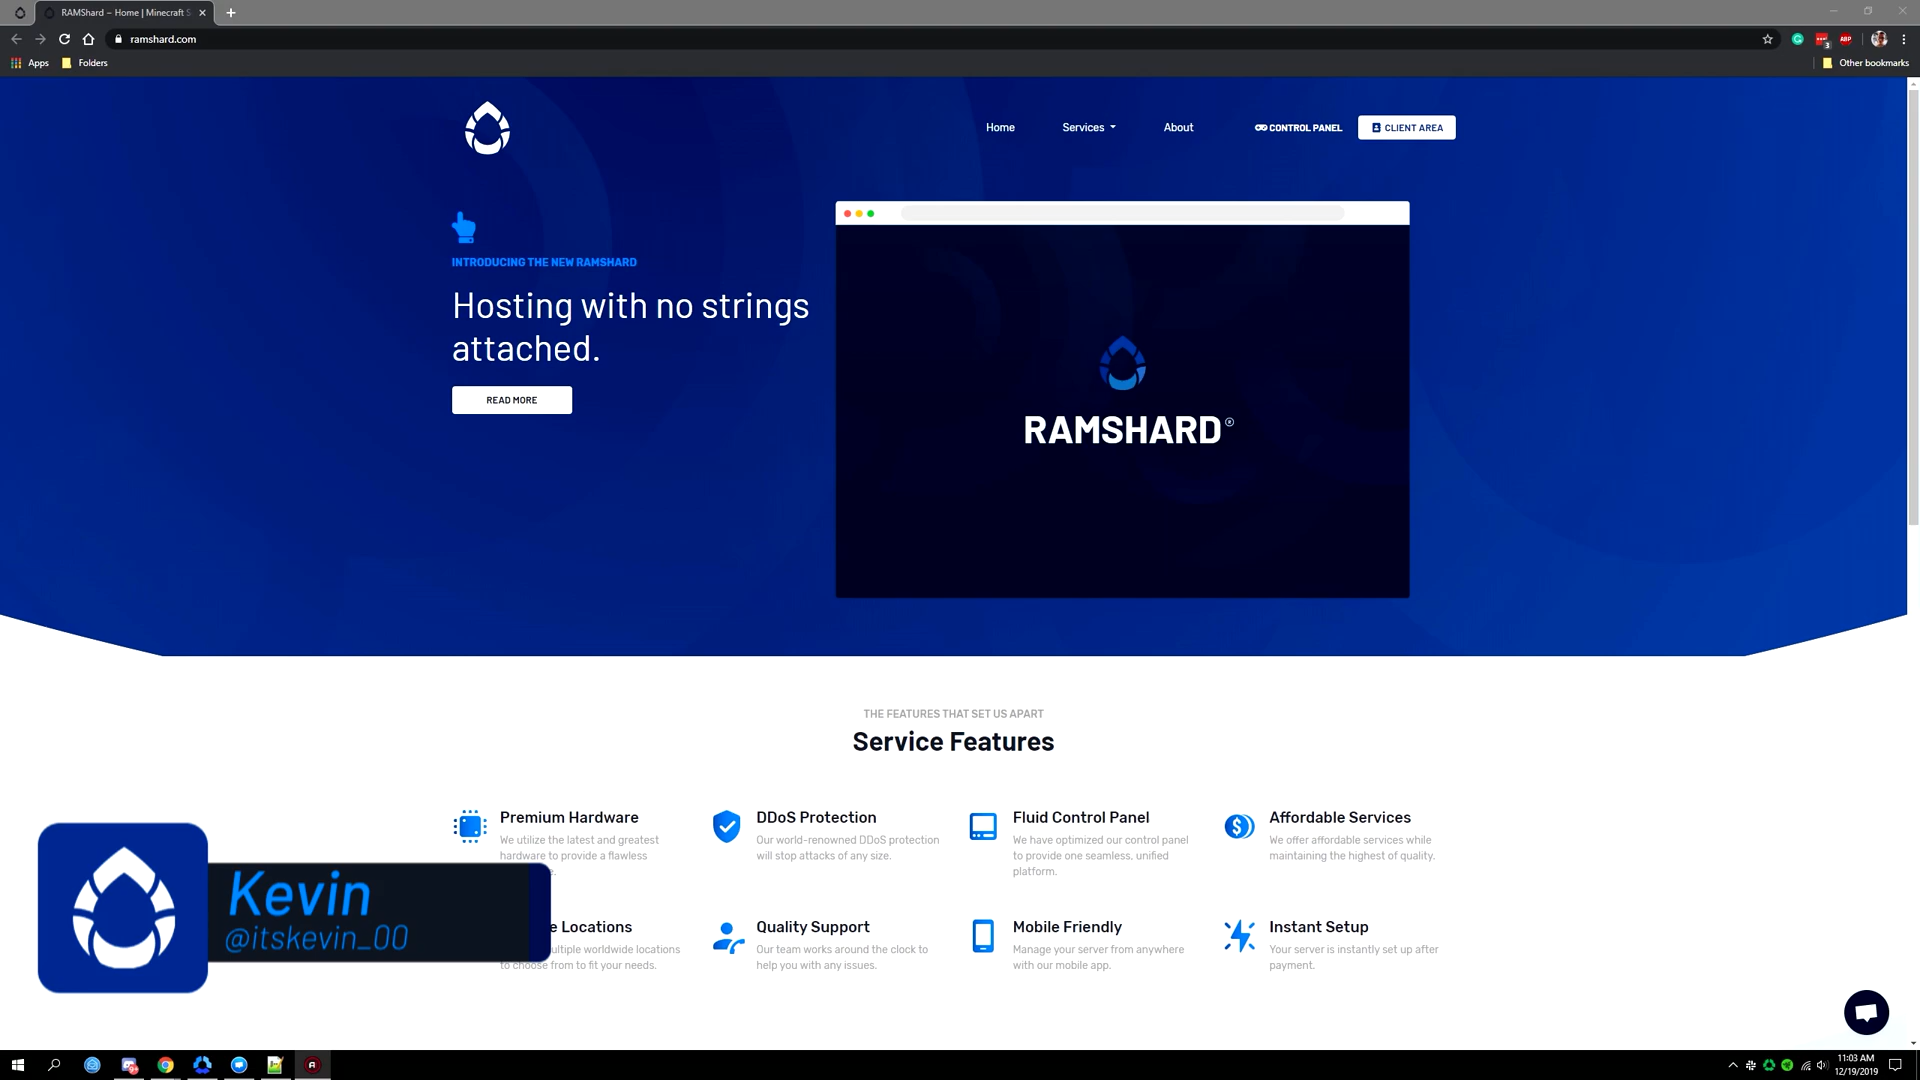 RAMShard – Home | Minecraft S
ramshard.com
3
ABP
Apps
Folders
Other bookmarks
Home
Services
About
CONTROL PANEL
CLIENT AREA
INTRODUCING THE NEW RAMSHARD
Hosting with no strings
attached.
READ MORE
RAMSHARD®
THE FEATURES THAT SET US APART
Service Features
Premium Hardware
We utilize the latest and greatest
hardware to provide a flawless
e.
DDoS Protection
Our world-renowned DDoS protection
will stop attacks of any size.
Fluid Control Panel
We have optimized our control panel
to provide one seamless, unified
platform.
Affordable Services
We offer affordable services while
maintaining the highest of quality.
Kevin
@itskevin_00
e Locations
ultiple worldwide locations
to choose from to fit your needs.
Quality Support
Our team works around the clock to
help you with any issues.
Mobile Friendly
Manage your server from anywhere
with our mobile app.
Instant Setup
Your server is instantly set up after
payment.
11:03 AM
12/19/2019